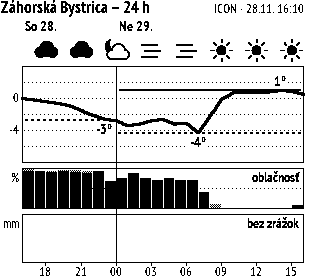 Záhorská Bystrica – 24 h ICON - 28.11. 16:10
So 28. Ne 29.
1°
0
-3°
-4
-4°
% oblačnosť
mm bez zrážok
18 21 00 03 06 09 12 15